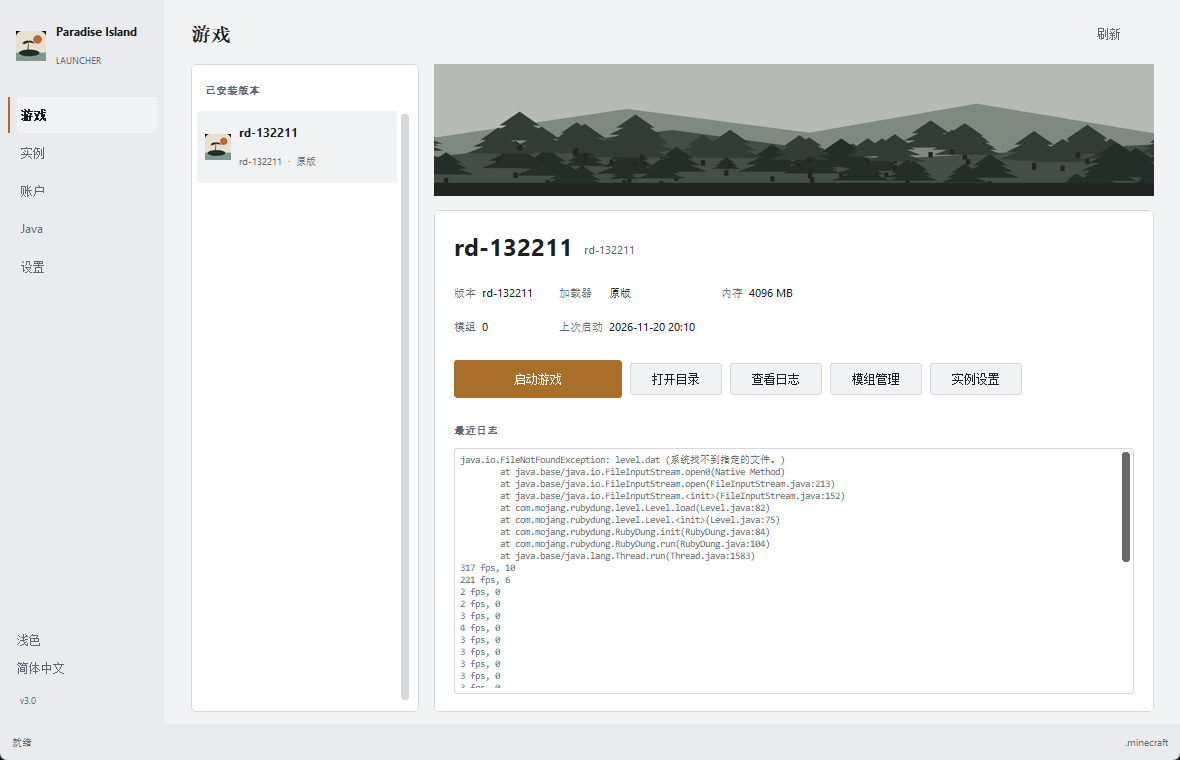 Paradise Island
LAUNCHER
游戏
实例
账户
Java
设置
浅色
简体中文
v3.0
就绪
游戏
刷新
已安装版本
rd-132211
rd-132211 · 原版
rd-132211 rd-132211
版本 rd-132211 加载器 原版 内存 4096 MB
模组 0 上次启动 2026-11-20 20:10
启动游戏 打开目录 查看日志 模组管理 实例设置
最近日志
java.io.FileNotFoundException: level.dat (系统找不到指定的文件。)
at java.base/java.io.FileInputStream.open0(Native Method)
at java.base/java.io.FileInputStream.open(FileInputStream.java:213)
at java.base/java.io.FileInputStream.<init>(FileInputStream.java:152)
at com.mojang.rubydung.level.Level.load(Level.java:82)
at com.mojang.rubydung.level.Level.<init>(Level.java:75)
at com.mojang.rubydung.RubyDung.init(RubyDung.java:84)
at com.mojang.rubydung.RubyDung.run(RubyDung.java:104)
at java.base/java.lang.Thread.run(Thread.java:1583)
317 fps, 10
221 fps, 6
2 fps, 0
2 fps, 0
3 fps, 0
4 fps, 0
3 fps, 0
3 fps, 0
3 fps, 0
3 fps, 0
3 fps, 0
.minecraft